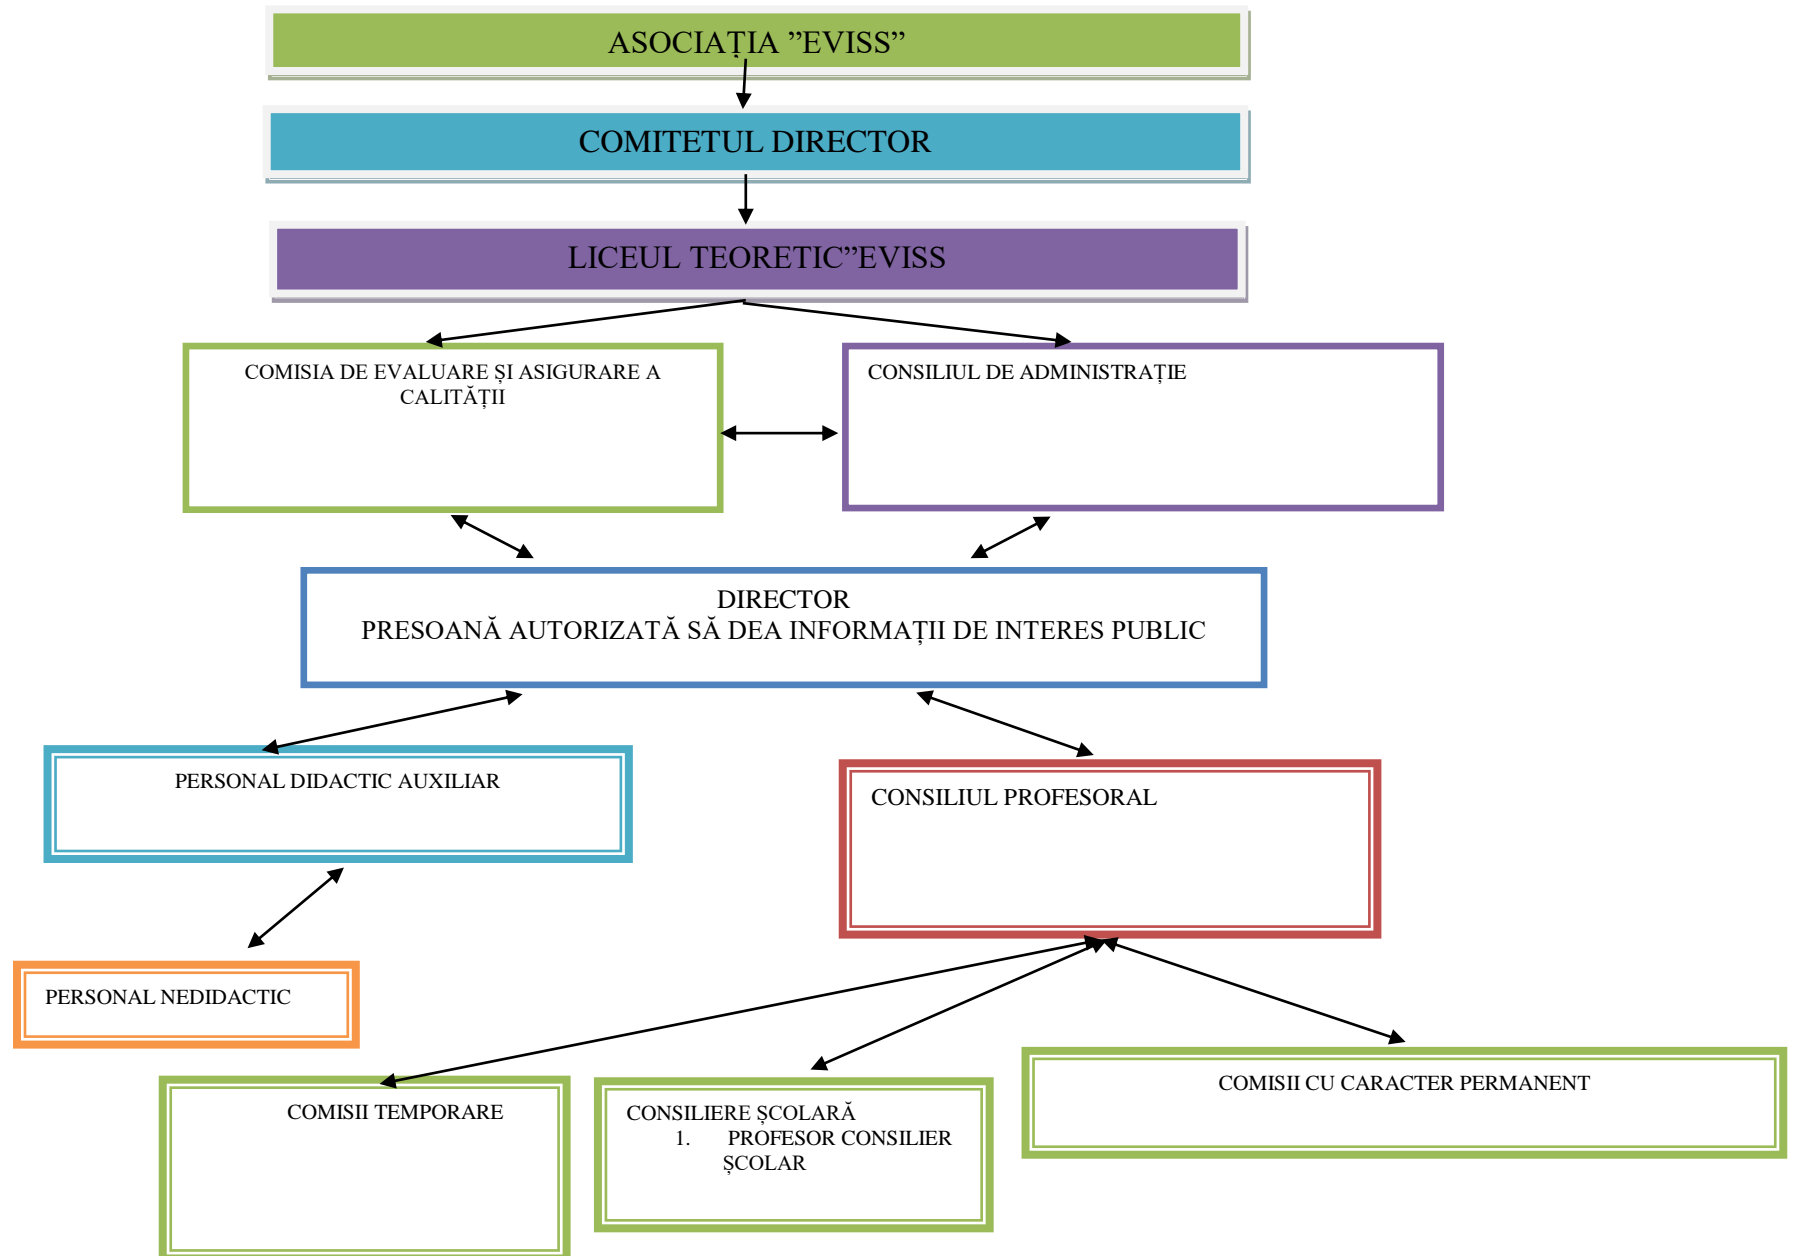 ASOCIAȚIA ”EVISS”
COMITETUL DIRECTOR
LICEUL TEORETIC”EVISS
COMISIA DE EVALUARE ȘI ASIGURARE A
CALITĂȚII
CONSILIUL DE ADMINISTRAȚIE
DIRECTOR
PRESOANĂ AUTORIZATĂ SĂ DEA INFORMAȚII DE INTERES PUBLIC
PERSONAL DIDACTIC AUXILIAR
CONSILIUL PROFESORAL
PERSONAL NEDIDACTIC
COMISII TEMPORARE
CONSILIERE ȘCOLARĂ
1. PROFESOR CONSILIER
ȘCOLAR
COMISII CU CARACTER PERMANENT